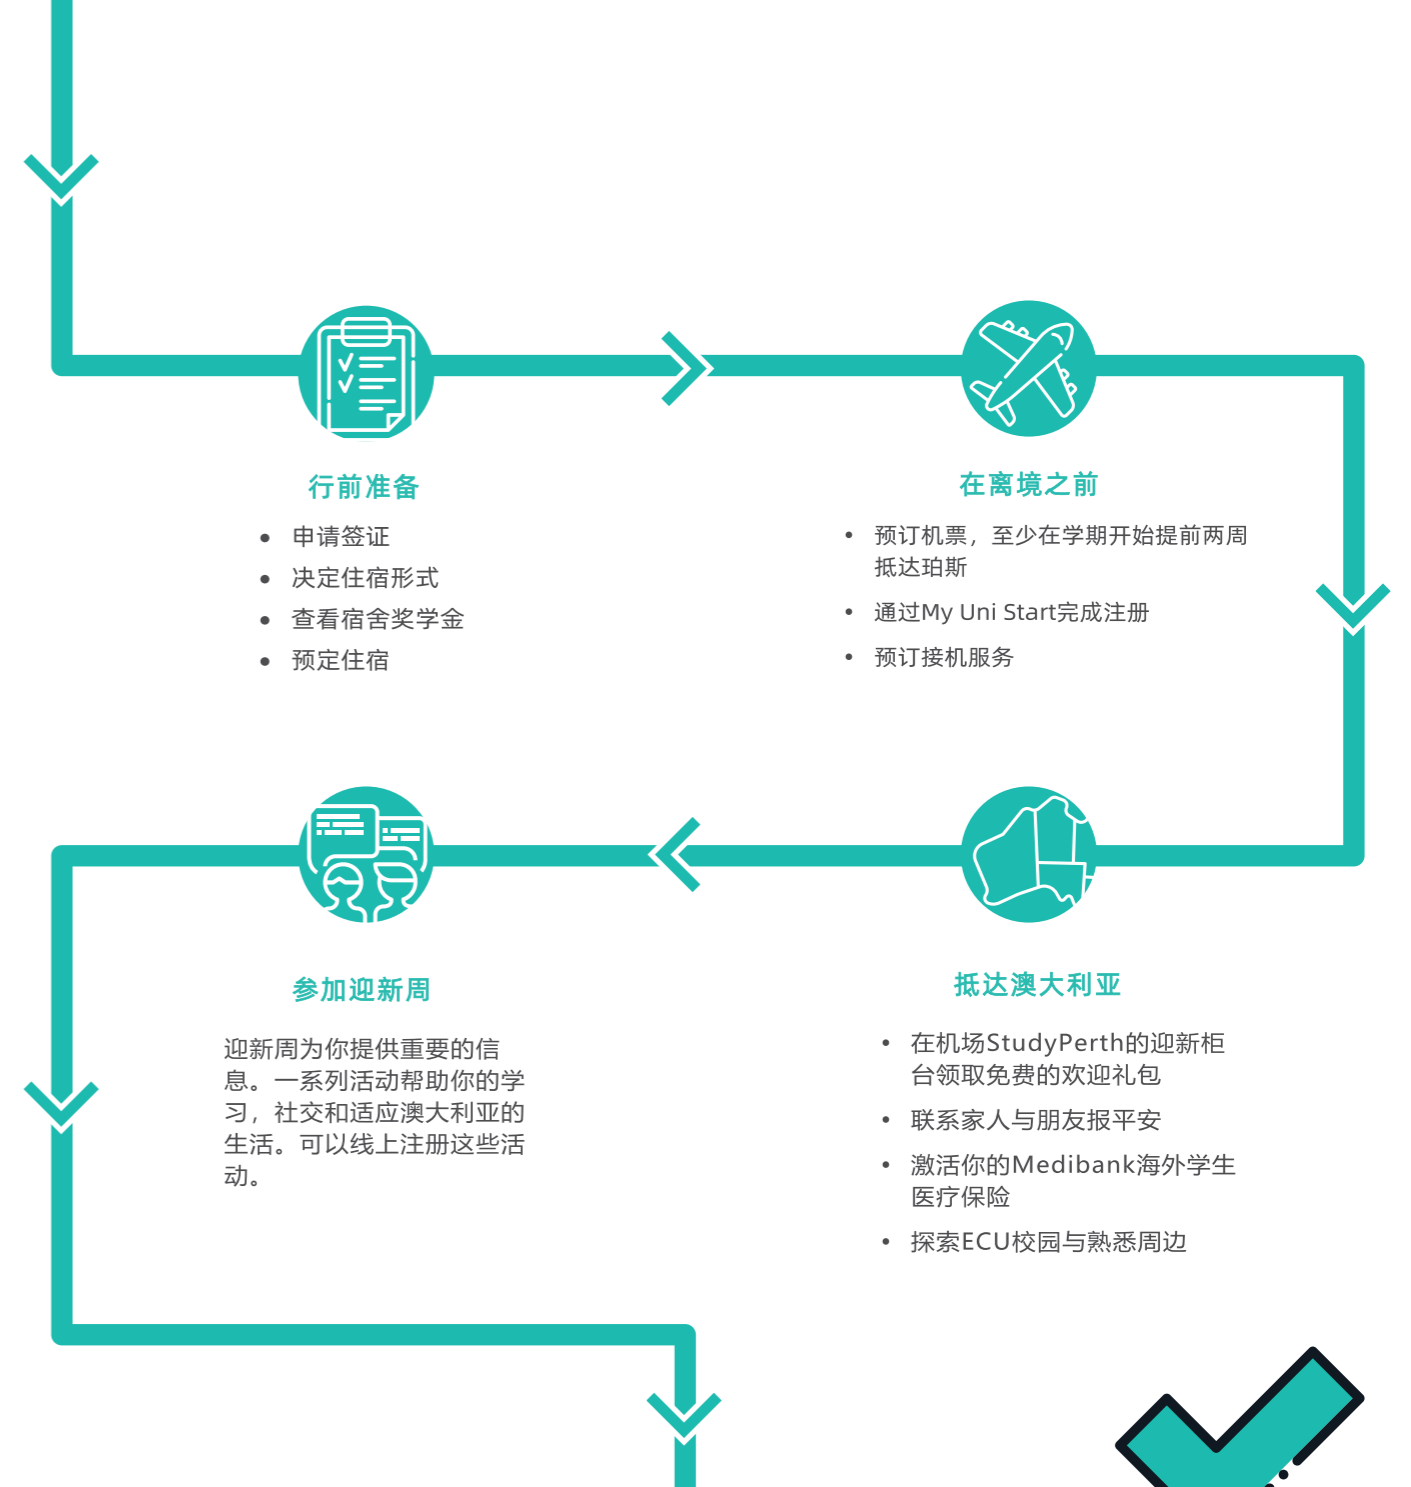 行前准备
• 申请签证
• 决定住宿形式
• 查看宿舍奖学金
• 预定住宿
在离境之前
• 预订机票，至少在学期开始提前两周
抵达珀斯
• 通过My Uni Start完成注册
• 预订接机服务
参加迎新周
迎新周为你提供重要的信
息。一系列活动帮助你的学
习，社交和适应澳大利亚的
生活。可以线上注册这些活
动。
抵达澳大利亚
• 在机场StudyPerth的迎新柜
台领取免费的欢迎礼包
• 联系家人与朋友报平安
• 激活你的Medibank海外学生
医疗保险
• 探索ECU校园与熟悉周边